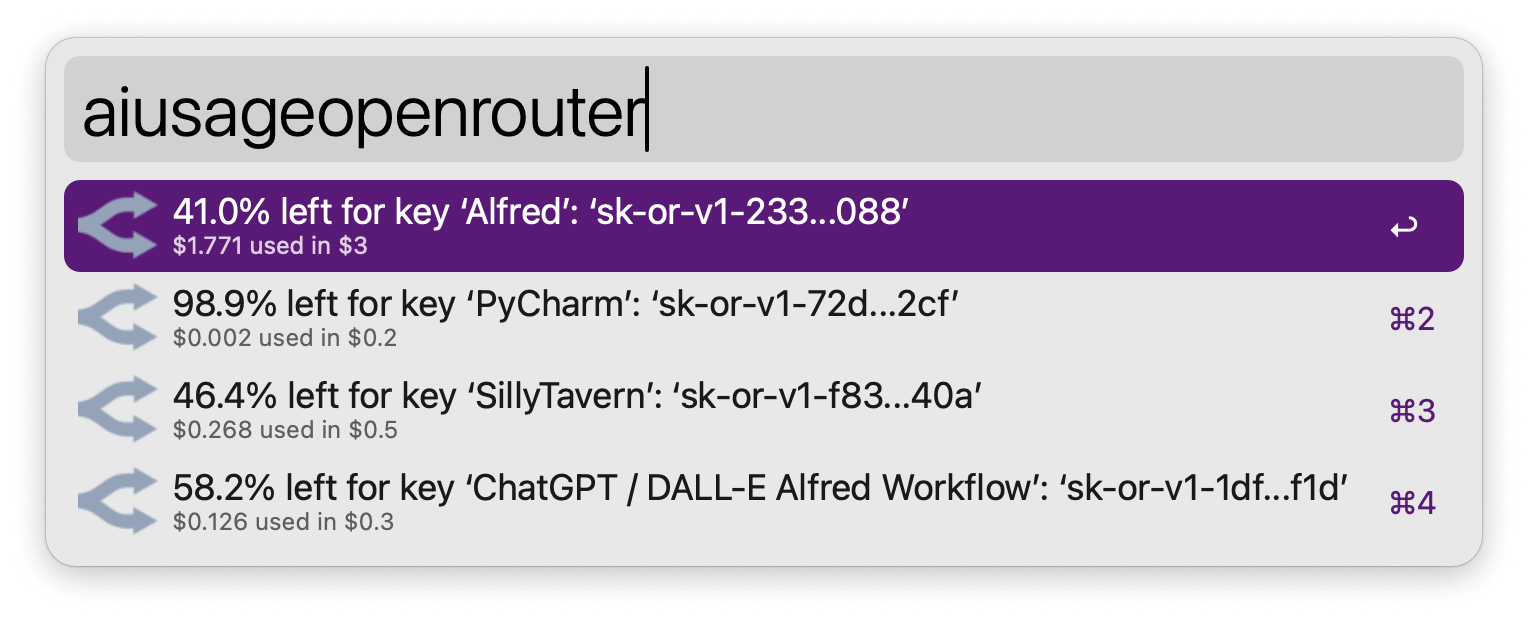 aiusageopenrouter
41.0% left for key ‘Alfred’: ‘sk-or-v1-233...088’
$1.771 used in $3
98.9% left for key ‘PyCharm’: ‘sk-or-v1-72d...2cf’
$0.002 used in $0.2
⌘2
46.4% left for key ‘SillyTavern’: ‘sk-or-v1-f83...40a’
$0.268 used in $0.5
⌘3
58.2% left for key ‘ChatGPT / DALL-E Alfred Workflow’: ‘sk-or-v1-1df...f1d’
$0.126 used in $0.3
⌘4